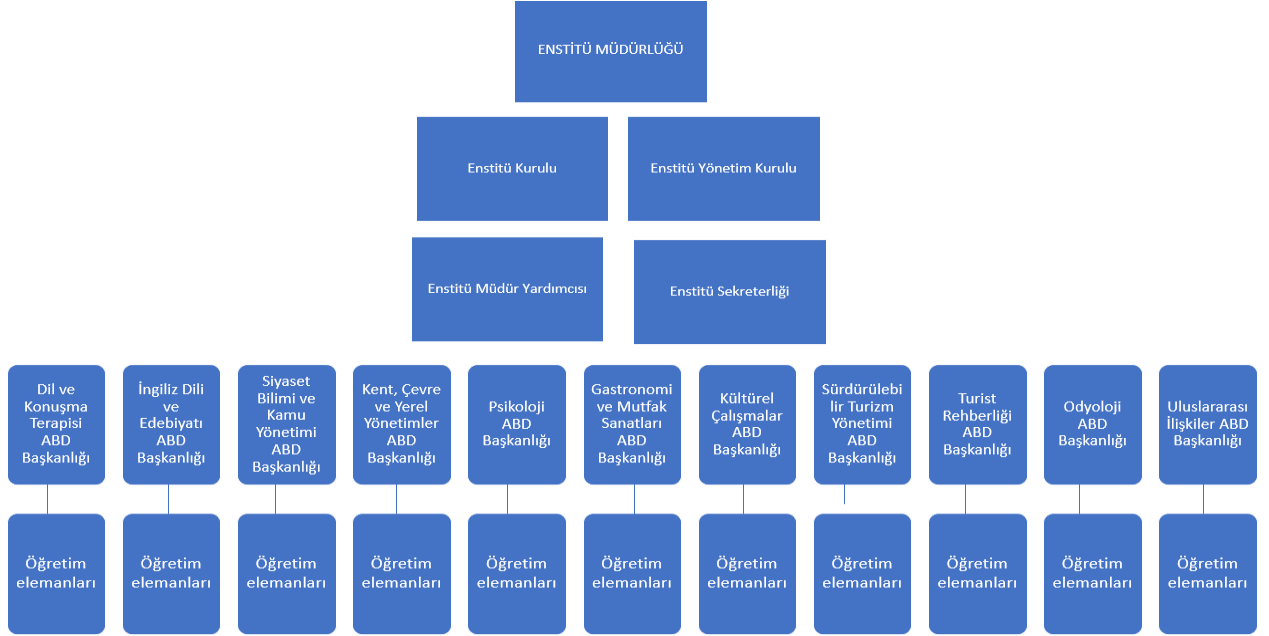 ENSTİTÜ MÜDÜRLÜĞÜ
Enstitü Kurulu
Enstitü Yönetim Kurulu
Enstitü Müdür Yardımcısı
Enstitü Sekreterliği
Dil ve
Konuşma
Terapisi
ABD
Başkanlığı
İngiliz Dili
ve
Edebiyatı
ABD
Başkanlığı
Siyaset
Bilimi ve
Kamu
Yönetimi
ABD
Başkanlığı
Kent, Çevre
ve Yerel
Yönetimler
ABD
Başkanlığı
Psikoloji
ABD
Başkanlığı
Gastronomi
ve Mutfak
Sanatları
ABD
Başkanlığı
Kültürel
Çalışmalar
ABD
Başkanlığı
Sürdürülebi
lir Turizm
Yönetimi
ABD
Başkanlığı
Turist
Rehberliği
ABD
Başkanlığı
Odyoloji
ABD
Başkanlığı
Uluslararası
İlişkiler ABD
Başkanlığı
Öğretim
elemanları
Öğretim
elemanları
Öğretim
elemanları
Öğretim
elemanları
Öğretim
elemanları
Öğretim
elemanları
Öğretim
elemanları
Öğretim
elemanları
Öğretim
elemanları
Öğretim
elemanları
Öğretim
elemanları